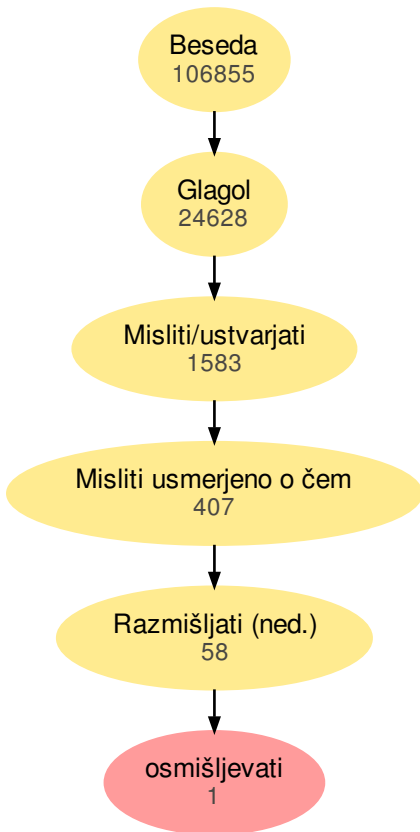 Beseda
106855
Glagol
24628
Misliti/ustvarjati
1583
Misliti usmerjeno o čem
407
Razmišljati (ned.)
58
osmišljevati
1